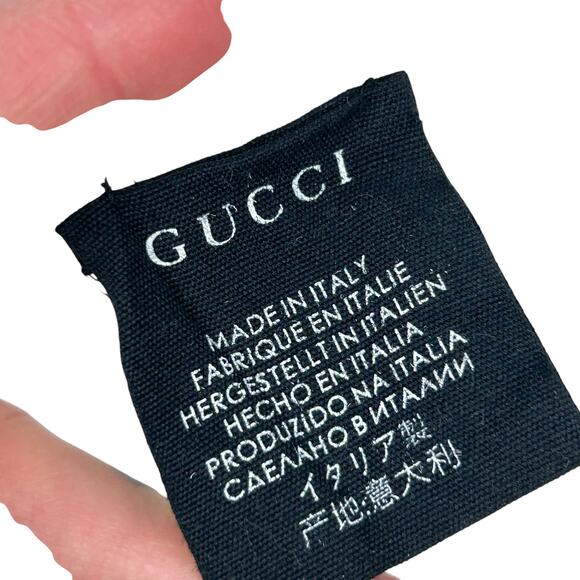 GUCCI
MADE IN ITALY
FABRIQUE EN ITALIE
HERGESTELLT IN ITALIEN
HECHO EN ITALIA
PRODUZIDO NA ITALIA
СДЕЛАНО В ИТАЛИИ
イタリア製
产地:意大利